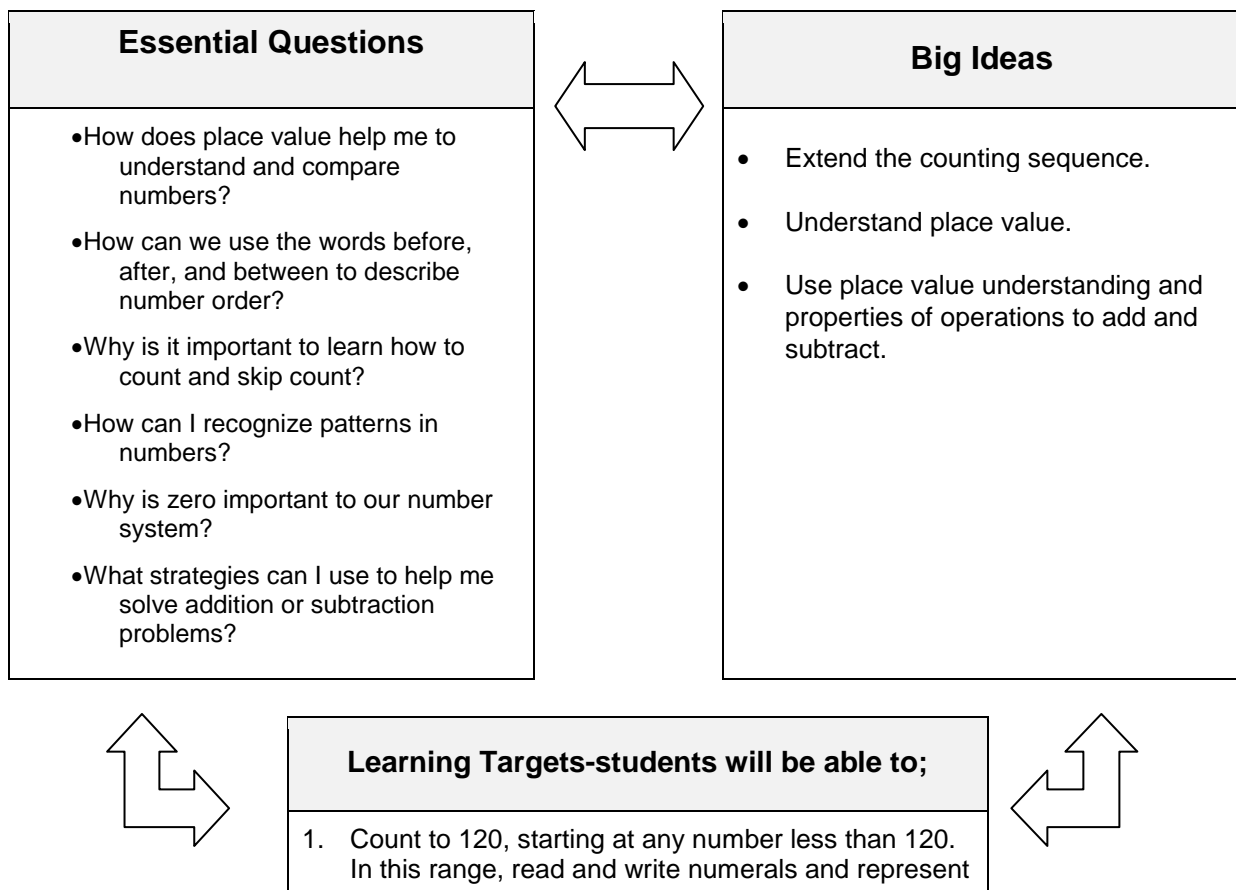 Essential Questions
•How does place value help me to
understand and compare
numbers?
•How can we use the words before,
after, and between to describe
number order?
•Why is it important to learn how to
count and skip count?
•How can I recognize patterns in
numbers?
•Why is zero important to our number
system?
•What strategies can I use to help me
solve addition or subtraction
problems?
Big Ideas
• Extend the counting sequence.
• Understand place value.
• Use place value understanding and
properties of operations to add and
subtract.
Learning Targets-students will be able to;
1. Count to 120, starting at any number less than 120.
In this range, read and write numerals and represent